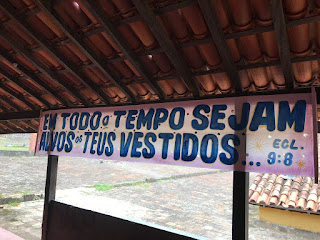 EM TODO O TEMPO SEJAM
ALVOS OS TEUS VESTIDOS... ECL.
9:8